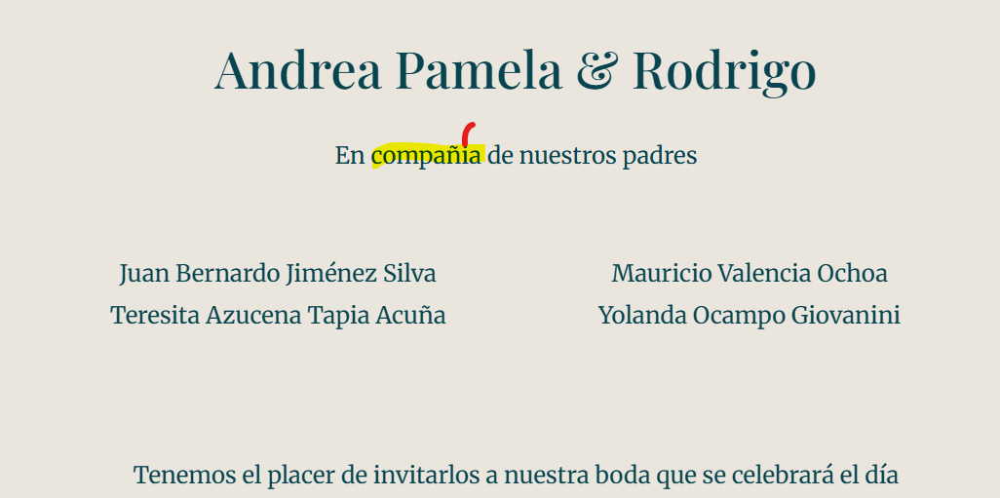 Andrea Pamela & Rodrigo
En compañia de nuestros padres
Juan Bernardo Jiménez Silva
Mauricio Valencia Ochoa
Teresita Azucena Tapia Acuña
Yolanda Ocampo Giovanini
Tenemos el placer de invitarlos a nuestra boda que se celebrará el día